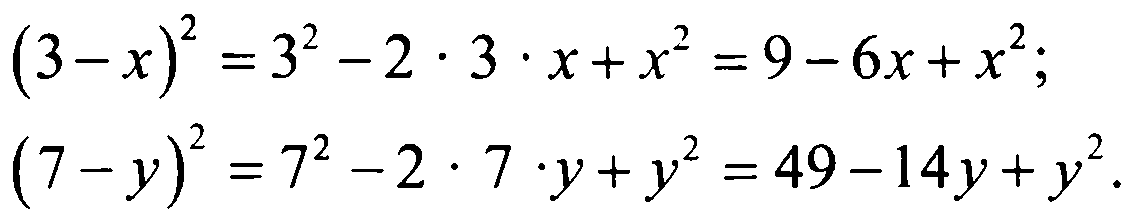 (3 − x)² = 3² − 2 · 3 · x + x² = 9 − 6x + x²;
(7 − y)² = 7² − 2 · 7 · y + y² = 49 − 14y + y².